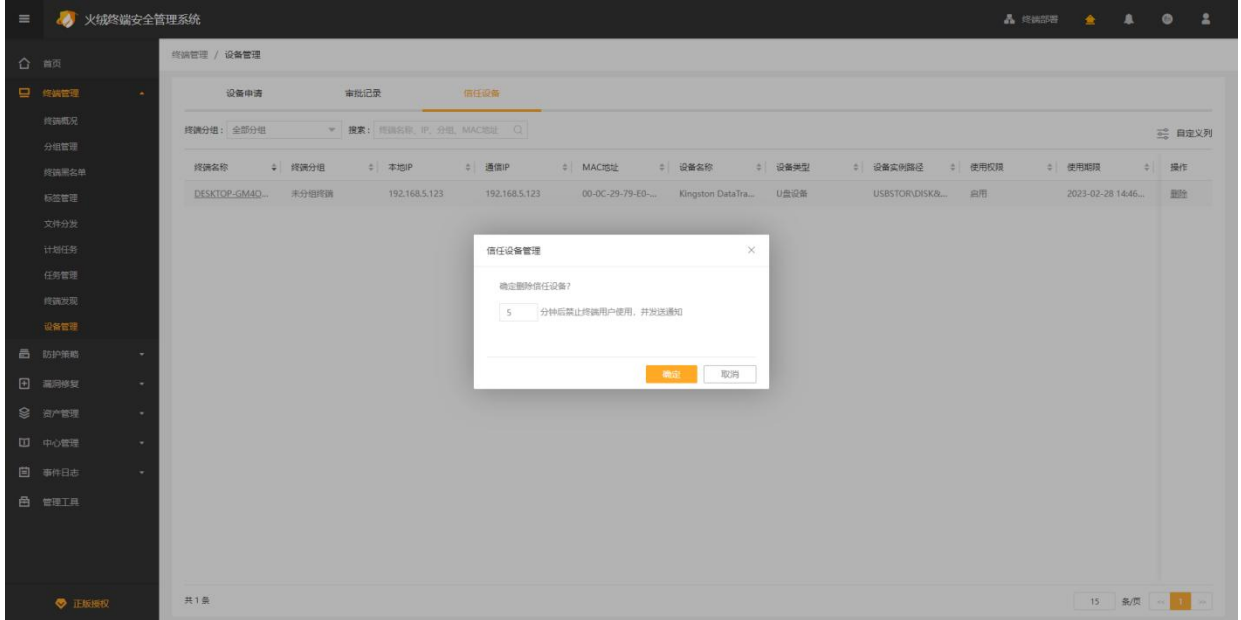 火绒终端安全管理系统
终端部署
首页
终端管理
终端概况
分组管理
终端黑名单
标签管理
文件分发
计划任务
任务管理
终端发现
设备管理
防护策略
漏洞修复
资产管理
中心管理
事件日志
管理工具
正版授权
终端管理 / 设备管理
设备申请 审批记录 信任设备
终端分组： 全部分组 搜索： 终端名称、IP、分组、MAC地址
自定义列
终端名称 终端分组 本地IP 通信IP MAC地址 设备名称 设备类型 设备实例路径 使用权限 使用期限 操作
DESKTOP-GM4O... 未分组终端 192.168.5.123 192.168.5.123 00-0C-29-79-E0-... Kingston DataTra... U盘设备 USBSTOR\DISK&... 启用 2023-02-28 14:46... 删除
信任设备管理
确定删除信任设备?
5 分钟后禁止终端用户使用，并发送通知
确定 取消
共 1 条
15 条/页 1